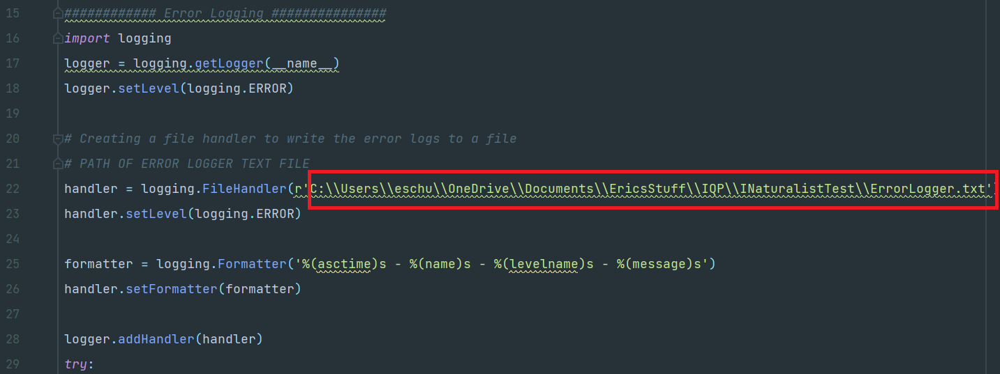 15 ############ Error Logging ###############
16 import logging
17 logger = logging.getLogger(__name__)
18 logger.setLevel(logging.ERROR)
19
20 # Creating a file handler to write the error logs to a file
21 # PATH OF ERROR LOGGER TEXT FILE
22 handler = logging.FileHandler(r'C:\\Users\\eschu\\OneDrive\\Documents\\EricsStuff\\IQP\\INaturalistTest\\ErrorLogger.txt')
23 handler.setLevel(logging.ERROR)
24
25 formatter = logging.Formatter('%(asctime)s - %(name)s - %(levelname)s - %(message)s')
26 handler.setFormatter(formatter)
27
28 logger.addHandler(handler)
29 try: